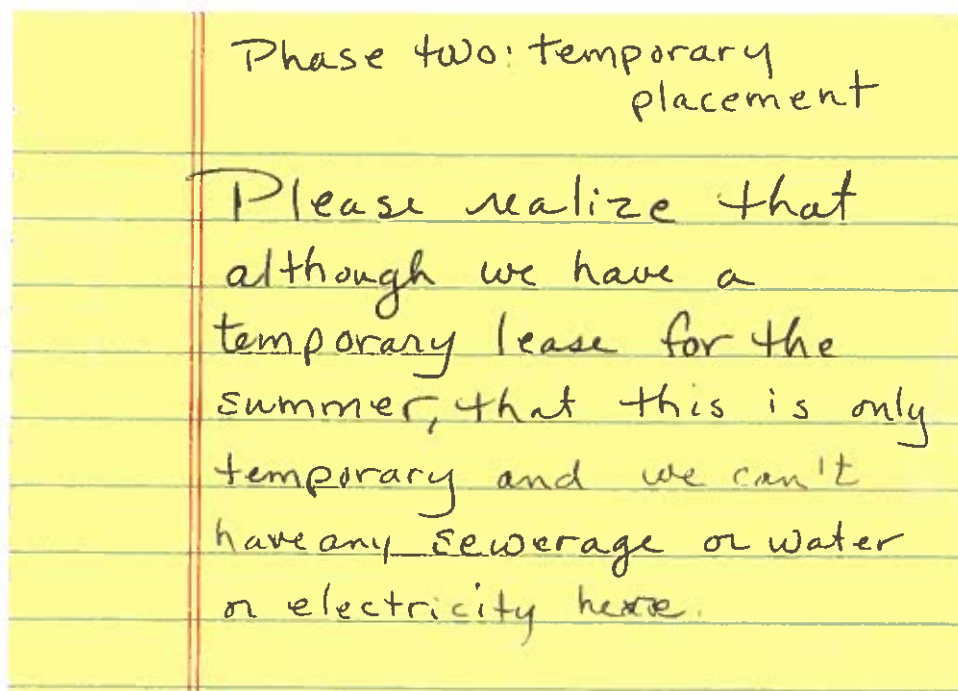 Phase two: temporary
placement
Please realize that
although we have a
temporary lease for the
summer, that this is only
temporary and we can't
have any sewerage or water
or electricity here.